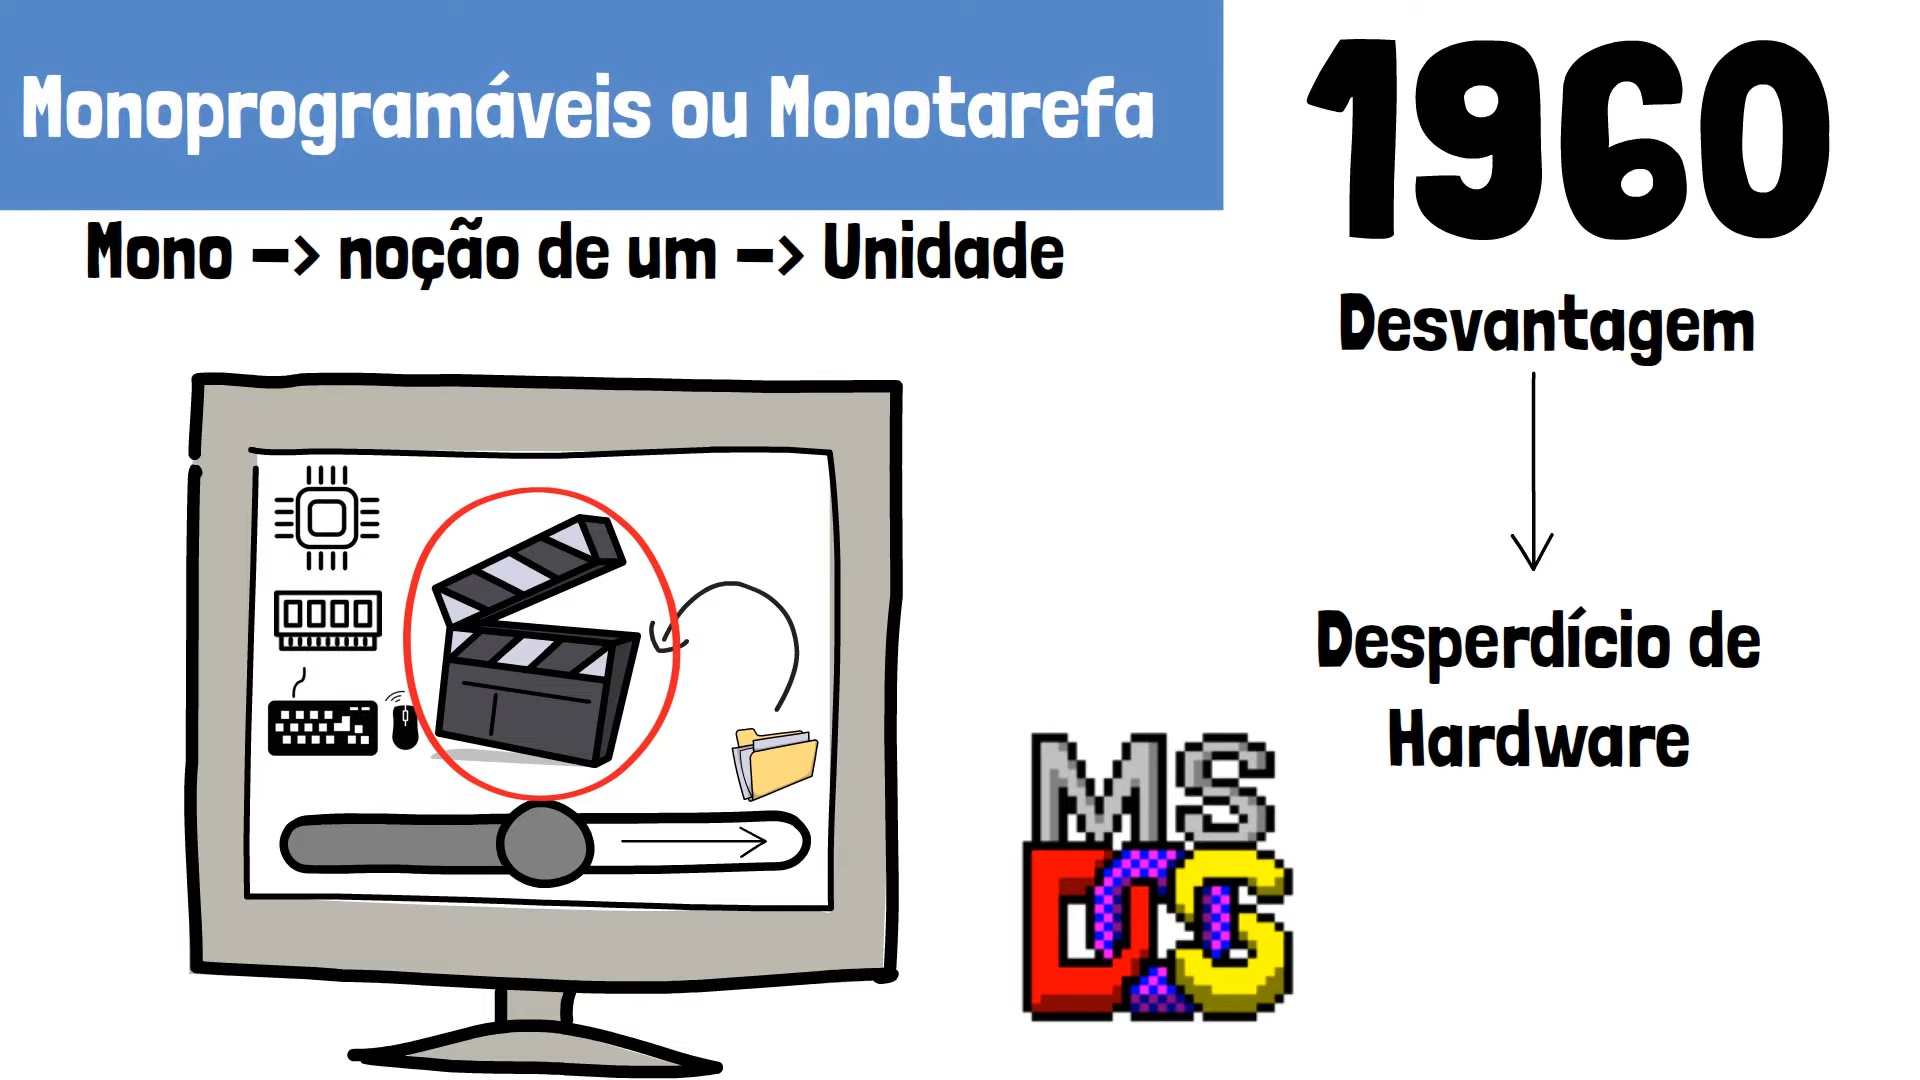 Monoprogramáveis ou Monotarefa
Mono –> noção de um –> Unidade
1960
Desvantagem
Desperdício de
Hardware
MS
DOS